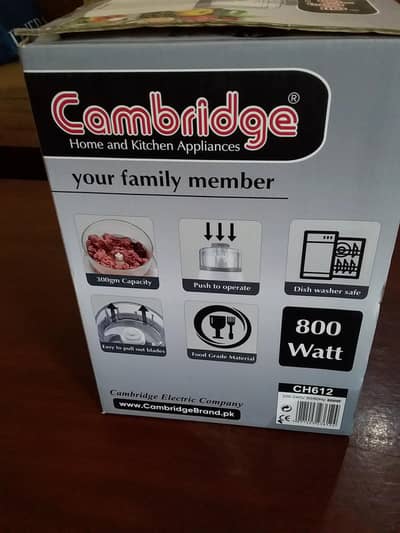 Cambridge®
Home and Kitchen Appliances
your family member
300gm Capacity
Push to operate
Dish washer safe
Easy to pull out blades
Food Grade Material
800
Watt
CH612
Cambridge Electric Company
www.CambridgeBrand.pk